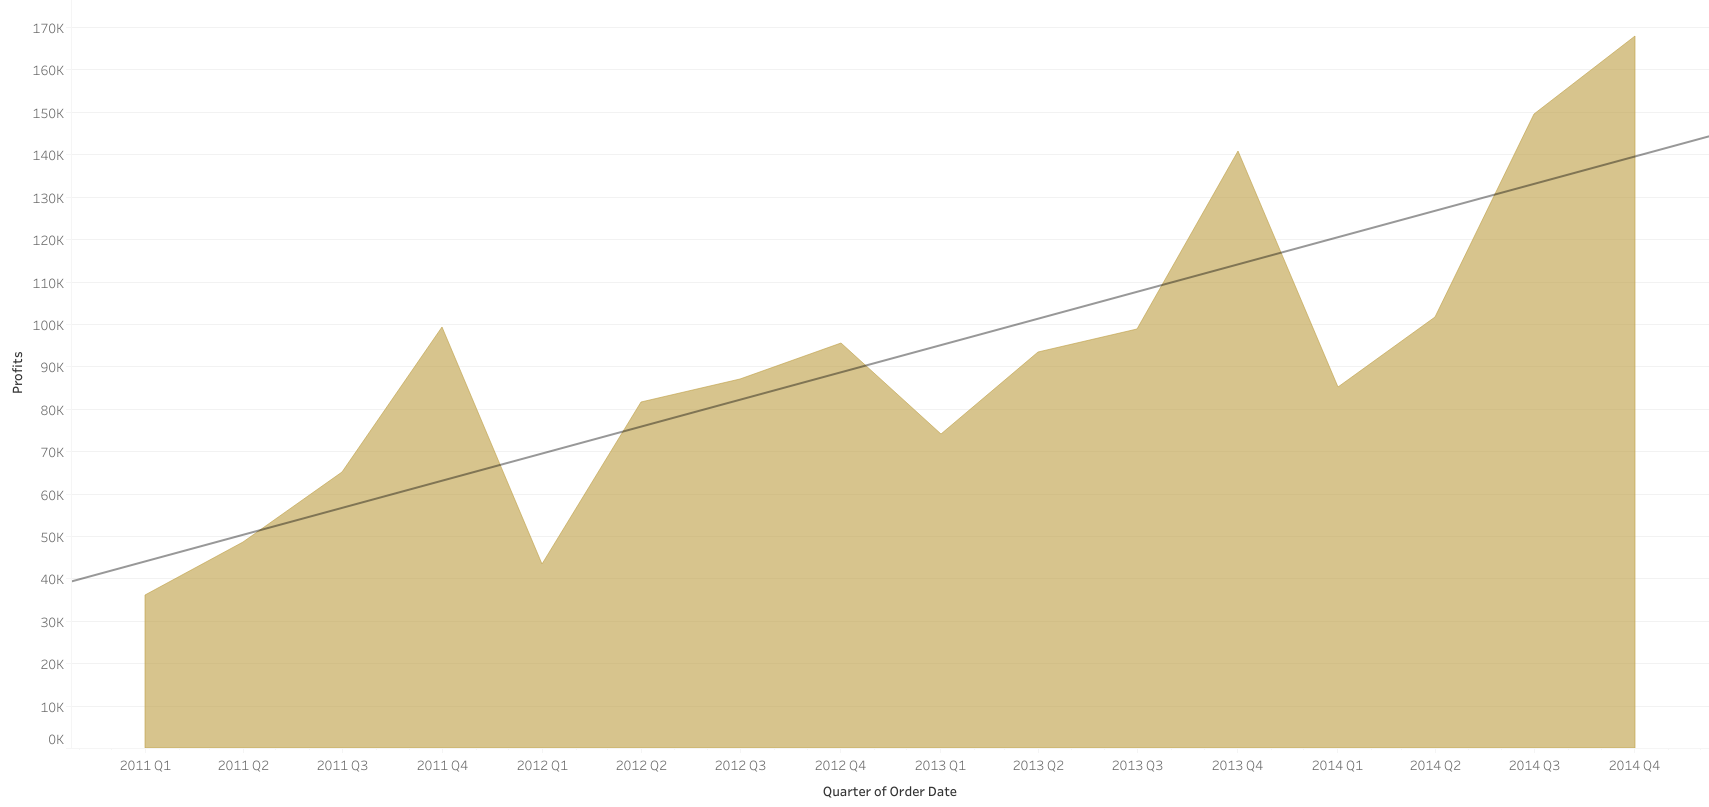 170K
160K
150K
140K
130K
120K
110K
100K
90K
80K
70K
60K
50K
40K
30K
20K
10K
0K
Profits
2011 Q1 2011 Q2 2011 Q3 2011 Q4 2012 Q1 2012 Q2 2012 Q3 2012 Q4 2013 Q1 2013 Q2 2013 Q3 2013 Q4 2014 Q1 2014 Q2 2014 Q3 2014 Q4
Quarter of Order Date